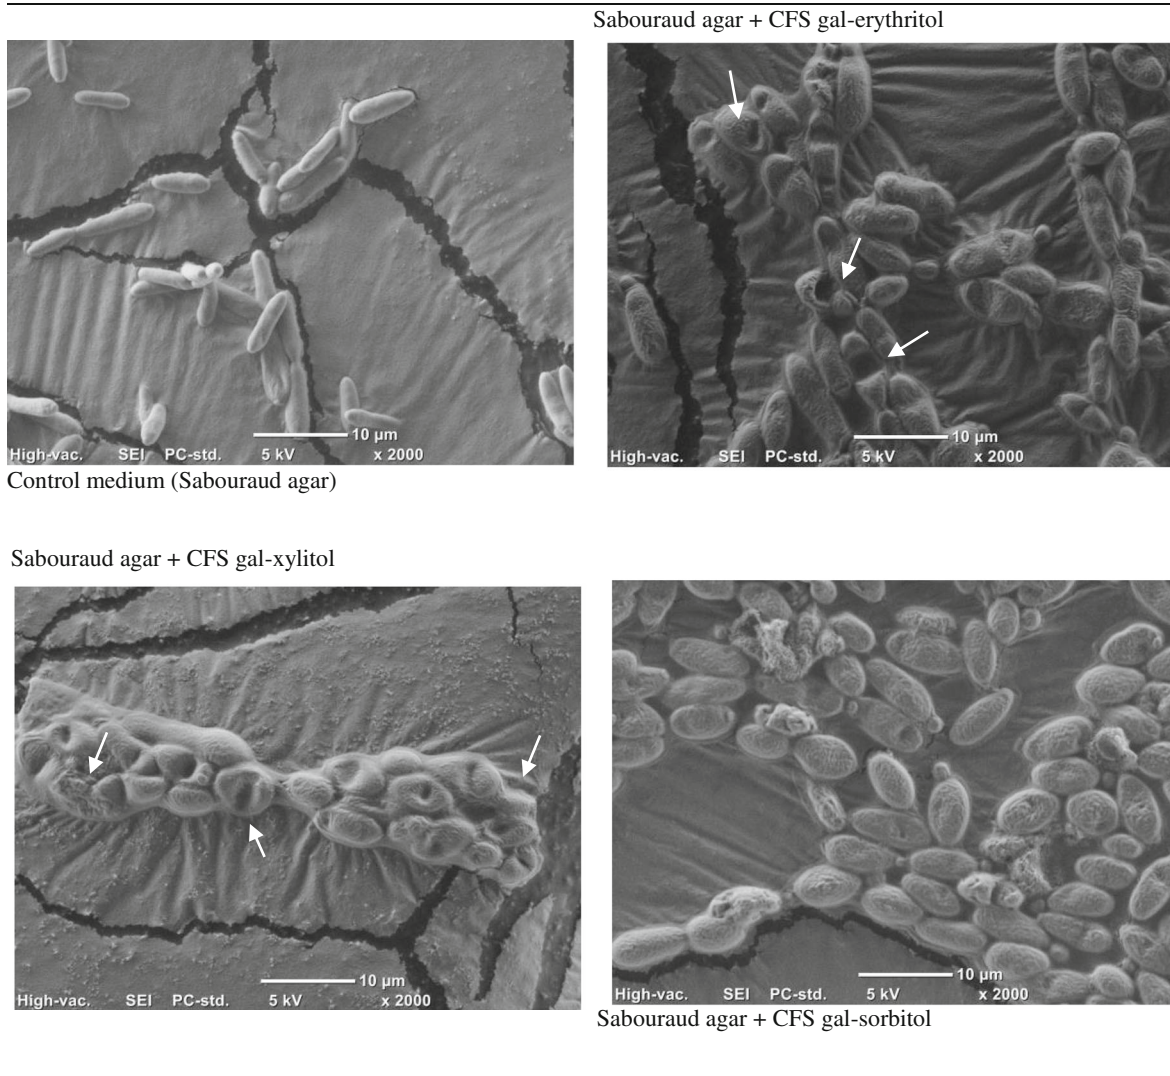 Sabouraud agar + CFS gal-erythritol
High-vac. SEI PC-std. 5 kV 10 µm x 2000
High-vac. SEI PC-std. 5 kV 10 µm x 2000
Control medium (Sabouraud agar)
Sabouraud agar + CFS gal-xylitol
High-vac. SEI PC-std. 5 kV 10 µm x 2000
High-vac. SEI PC-std. 5 kV 10 µm x 2000
Sabouraud agar + CFS gal-sorbitol